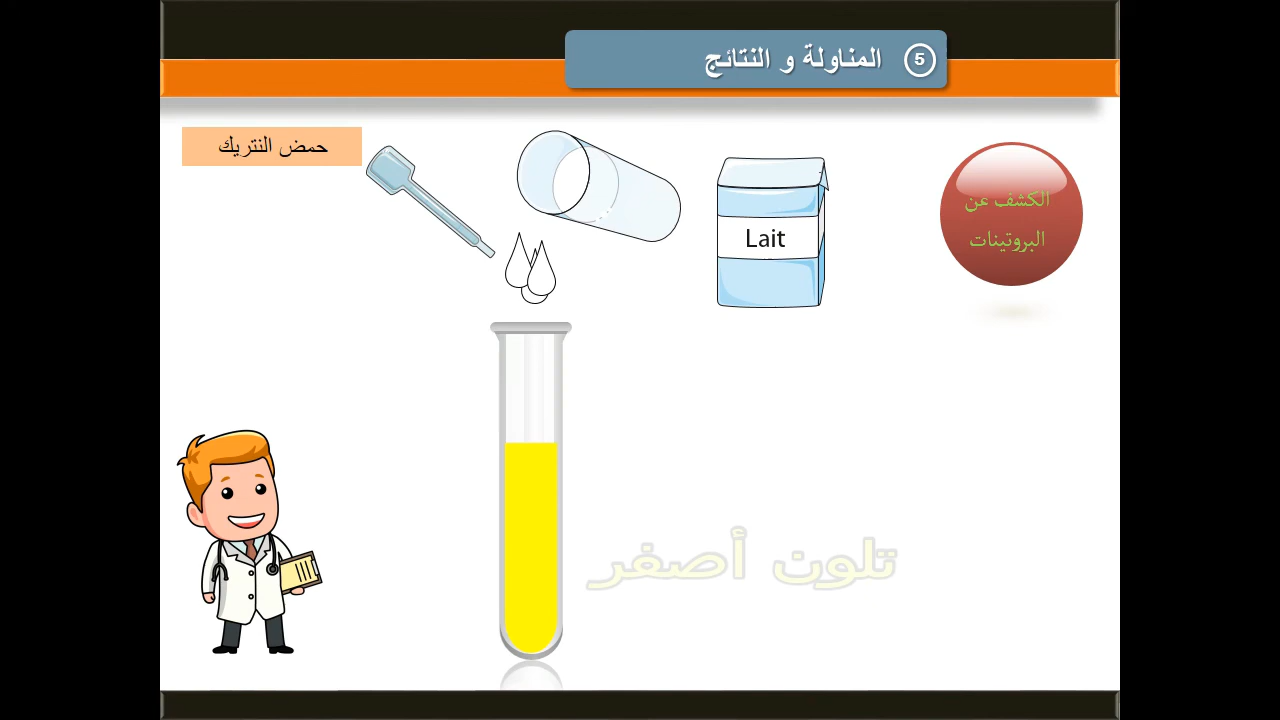 5 المناولة و النتائج
حمض النتريك
Lait
الكشف عن
البروتينات
تلون أصفر